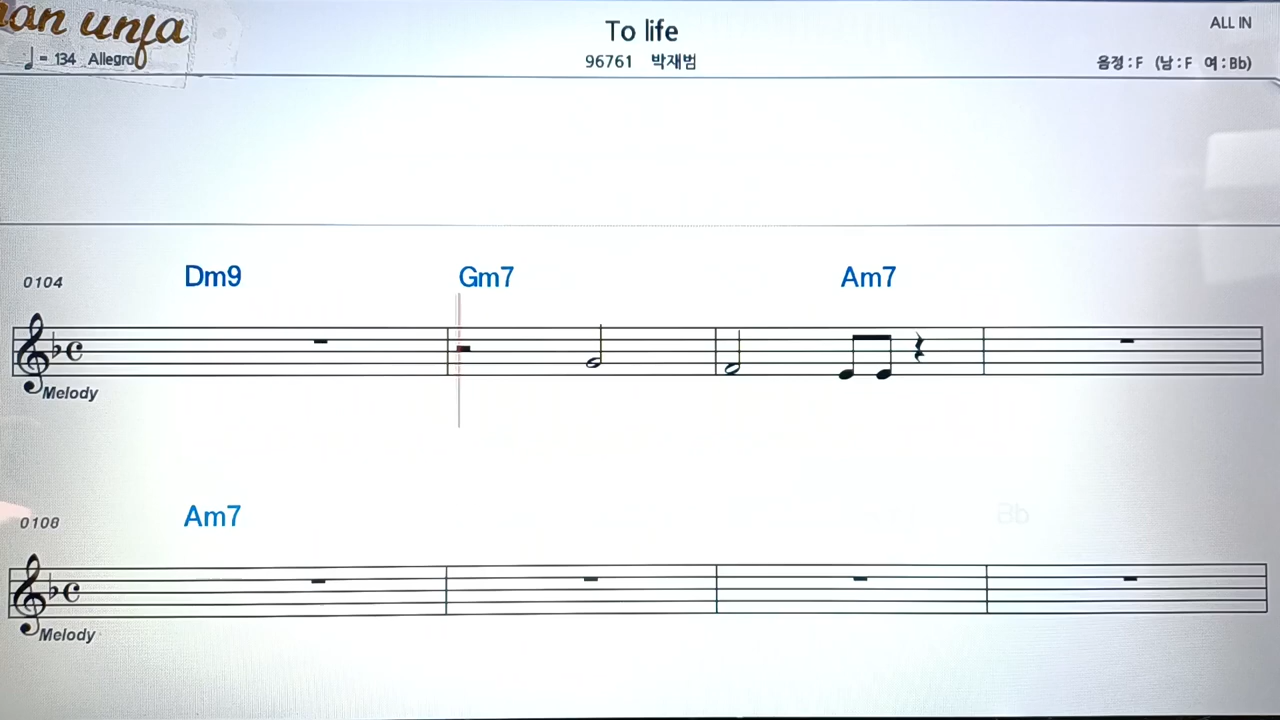 To life
ALL IN
= 134 Allegro
96761 박재범
음정 : F (남 : F 여 : Bb)
0104 Dm9 Gm7 Am7
Melody
0108 Am7 Bb
Melody